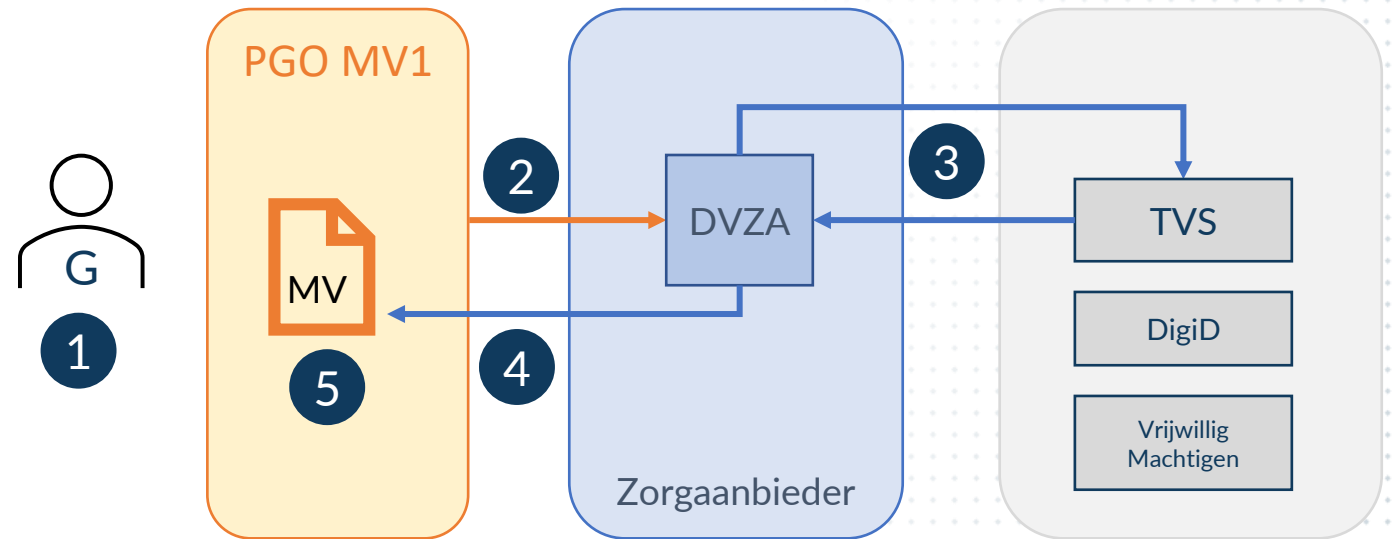 G
1
PGO MV1
MV
5
2
4
DVZA
Zorgaanbieder
3
TVS
DigiD
Vrijwillig
Machtigen